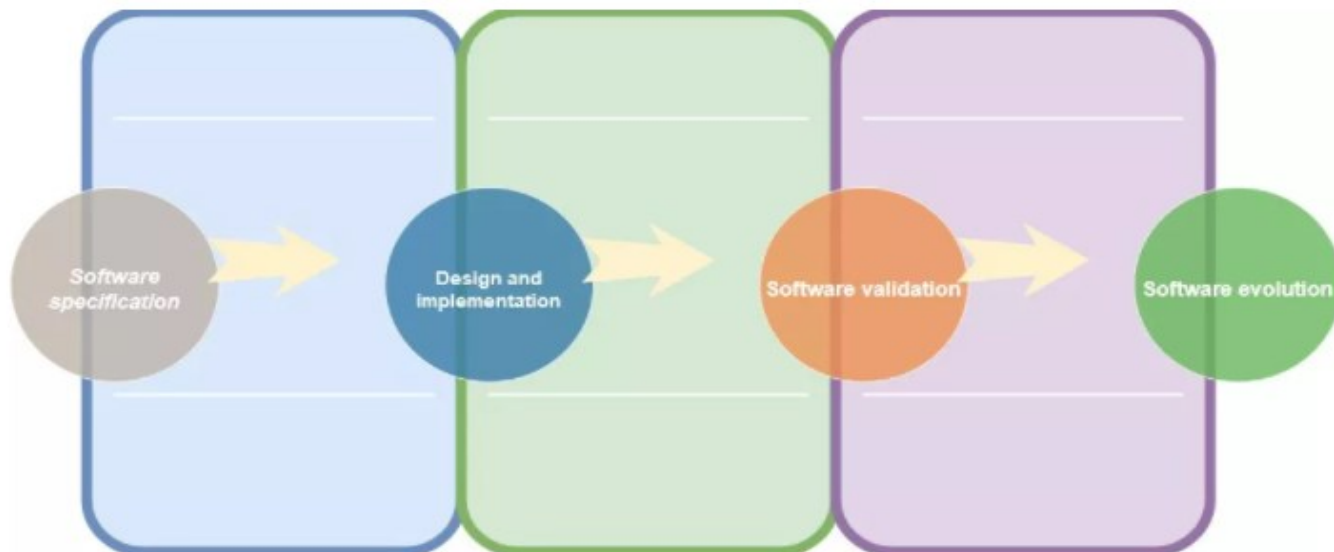 Software
specification
Design and
implementation
Software validation
Software evolution